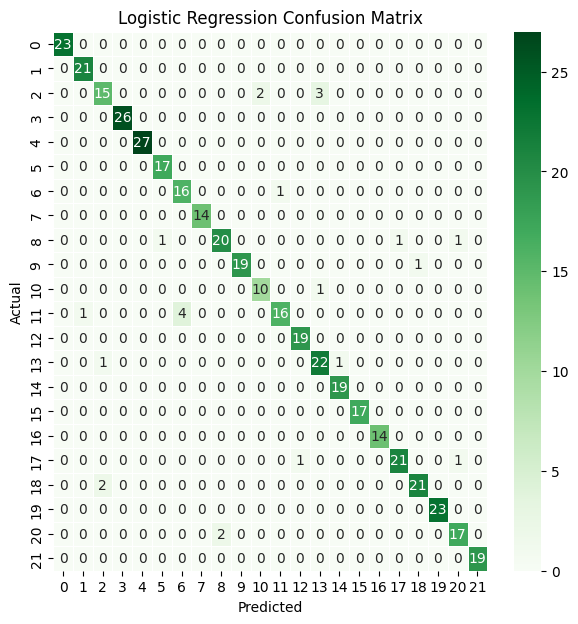 Logistic Regression Confusion Matrix
0 23 0 0 0 0 0 0 0 0 0 0 0 0 0 0 0 0 0 0 0 0 0
1 0 21 0 0 0 0 0 0 0 0 0 0 0 0 0 0 0 0 0 0 0 0
2 0 0 15 0 0 0 0 0 0 0 2 0 0 3 0 0 0 0 0 0 0 0
3 0 0 0 26 0 0 0 0 0 0 0 0 0 0 0 0 0 0 0 0 0 0
4 0 0 0 0 27 0 0 0 0 0 0 0 0 0 0 0 0 0 0 0 0 0
5 0 0 0 0 0 17 0 0 0 0 0 0 0 0 0 0 0 0 0 0 0 0
6 0 0 0 0 0 0 16 0 0 0 0 1 0 0 0 0 0 0 0 0 0 0
7 0 0 0 0 0 0 0 14 0 0 0 0 0 0 0 0 0 0 0 0 0 0
8 0 0 0 0 0 1 0 0 20 0 0 0 0 0 0 0 0 1 0 0 1 0
9 0 0 0 0 0 0 0 0 0 19 0 0 0 0 0 0 0 0 1 0 0 0
10 0 0 0 0 0 0 0 0 0 0 10 0 0 1 0 0 0 0 0 0 0 0
11 0 1 0 0 0 0 4 0 0 0 0 16 0 0 0 0 0 0 0 0 0 0
12 0 0 0 0 0 0 0 0 0 0 0 0 19 0 0 0 0 0 0 0 0 0
13 0 0 1 0 0 0 0 0 0 0 0 0 0 22 1 0 0 0 0 0 0 0
14 0 0 0 0 0 0 0 0 0 0 0 0 0 0 19 0 0 0 0 0 0 0
15 0 0 0 0 0 0 0 0 0 0 0 0 0 0 0 17 0 0 0 0 0 0
16 0 0 0 0 0 0 0 0 0 0 0 0 0 0 0 0 14 0 0 0 0 0
17 0 0 0 0 0 0 0 0 0 0 0 0 1 0 0 0 0 21 0 0 1 0
18 0 0 2 0 0 0 0 0 0 0 0 0 0 0 0 0 0 0 21 0 0 0
19 0 0 0 0 0 0 0 0 0 0 0 0 0 0 0 0 0 0 0 23 0 0
20 0 0 0 0 0 0 0 0 2 0 0 0 0 0 0 0 0 0 0 0 17 0
21 0 0 0 0 0 0 0 0 0 0 0 0 0 0 0 0 0 0 0 0 0 19
0 1 2 3 4 5 6 7 8 9 10 11 12 13 14 15 16 17 18 19 20 21
Predicted
Actual
25
20
15
10
5
0